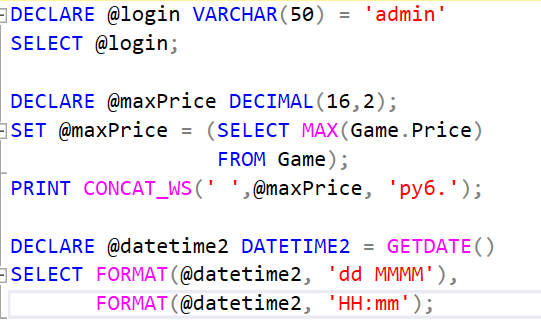 DECLARE @login VARCHAR(50) = 'admin'
SELECT @login;
DECLARE @maxPrice DECIMAL(16,2);
SET @maxPrice = (SELECT MAX(Game.Price)
FROM Game);
PRINT CONCAT_WS(' ',@maxPrice, 'руб.');
DECLARE @datetime2 DATETIME2 = GETDATE()
SELECT FORMAT(@datetime2, 'dd MMMM'),
FORMAT(@datetime2, 'HH:mm');